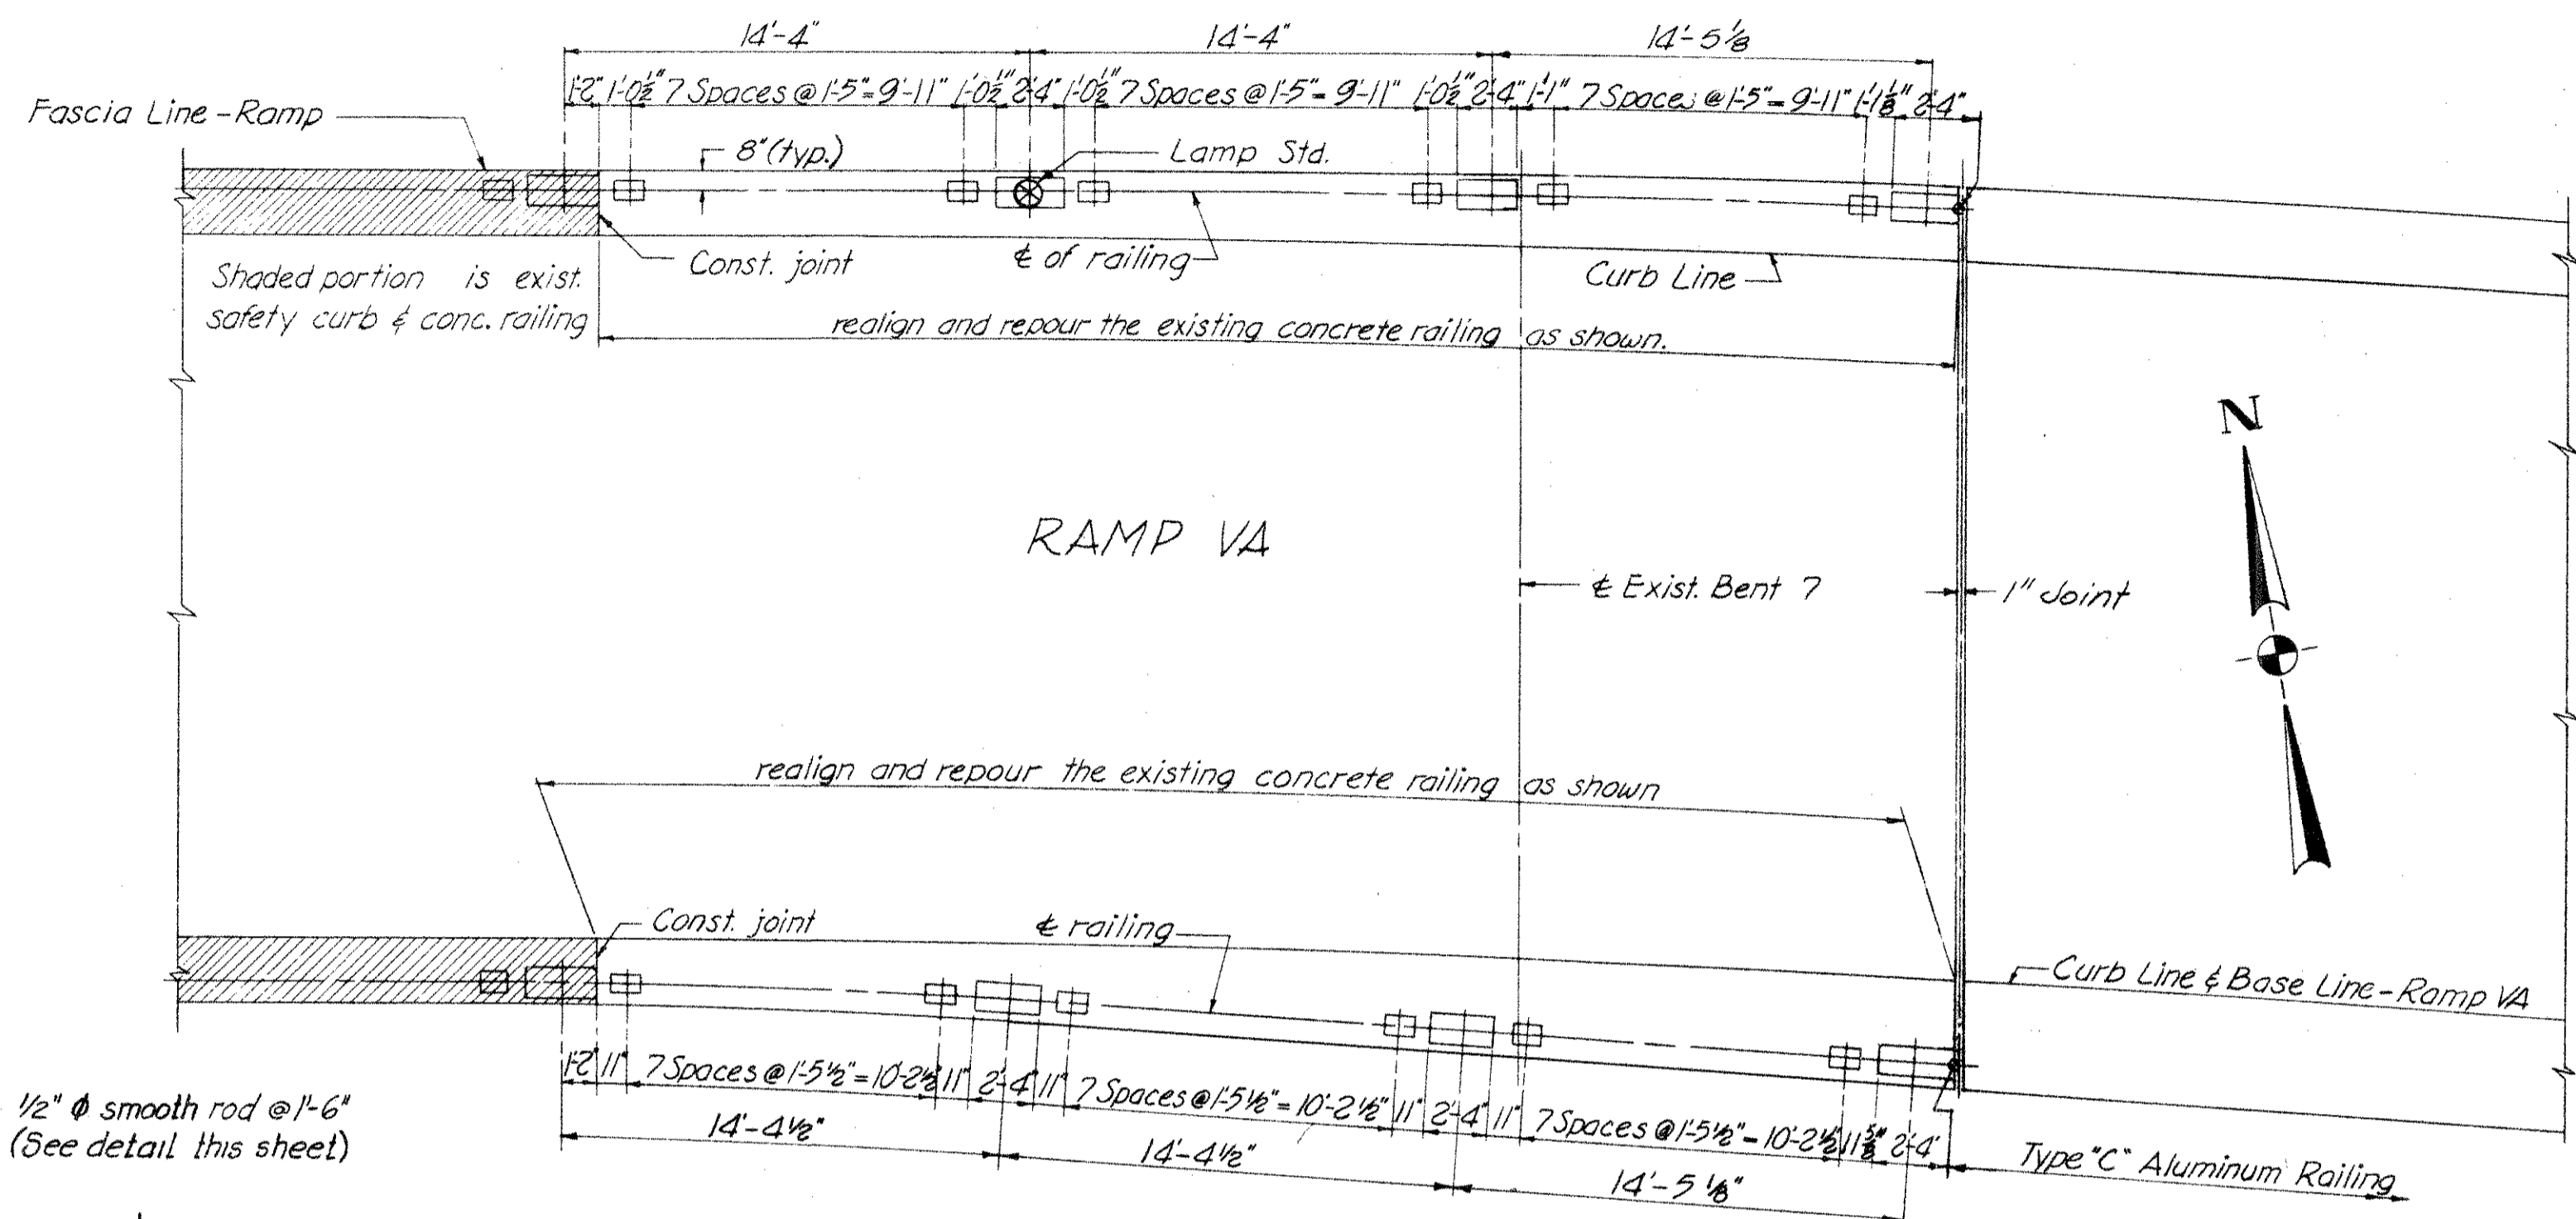 14'-4" 14'-4" 14'-5⅛
1'-2" 1'-0½" 7 Spaces @ 1'-5" = 9'-11" 1'-0½" 2'-4" 1'-0½" 7 Spaces @ 1'-5" = 9'-11" 1'-0½" 2'-4" 1'-1" 7 Spaces @ 1'-5" = 9'-11" 1'-1⅛" 2'-4"
Fascia Line - Ramp
8" (typ.)
Lamp Std.
Const. joint
℄ of railing
Curb Line
Shaded portion is exist.
safety curb & conc. railing
realign and repour the existing concrete railing as shown.
N
RAMP VA
℄ Exist. Bent 7
1" Joint
realign and repour the existing concrete railing as shown
Const. joint
℄ railing
Curb Line & Base Line - Ramp VA
1'-2" 11" 7 Spaces @ 1'-5½" = 10'-2½" 11" 2'-4" 11" 7 Spaces @ 1'-5½" = 10'-2½" 11" 2'-4" 11" 7 Spaces @ 1'-5½" = 10'-2½" 11⅝" 2'-4"
14'-4½" 14'-4½" 14'-5⅛"
½" ϕ smooth rod @ 1'-6"
(See detail this sheet)
Type "C" Aluminum Railing